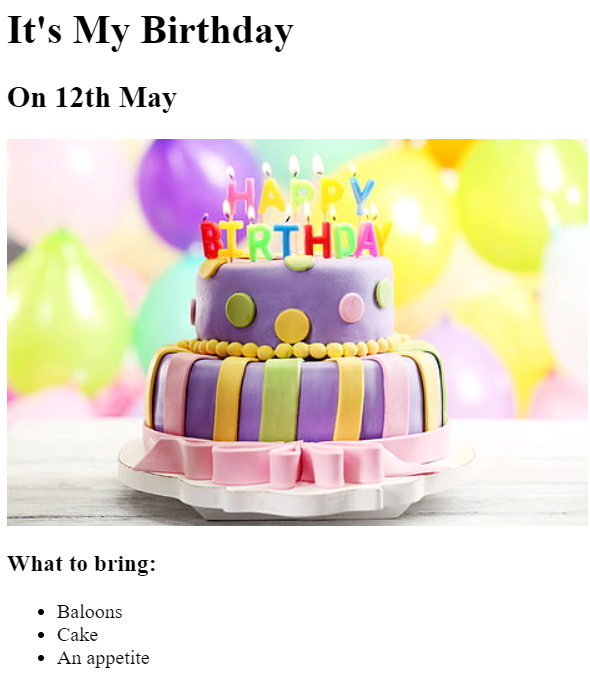 It's My Birthday
On 12th May
HAPPY
BIRTHDAY
What to bring:
Baloons
Cake
An appetite